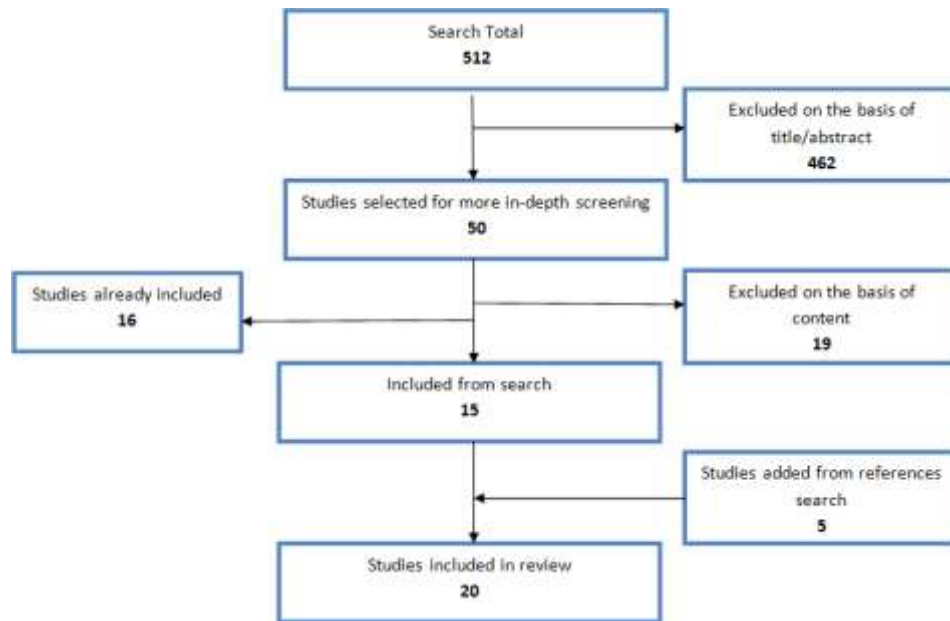 Search Total
512
Excluded on the basis of
title/abstract
462
Studies selected for more in-depth screening
50
Studies already included
16
Excluded on the basis of
content
19
Included from search
15
Studies added from references
search
5
Studies included in review
20